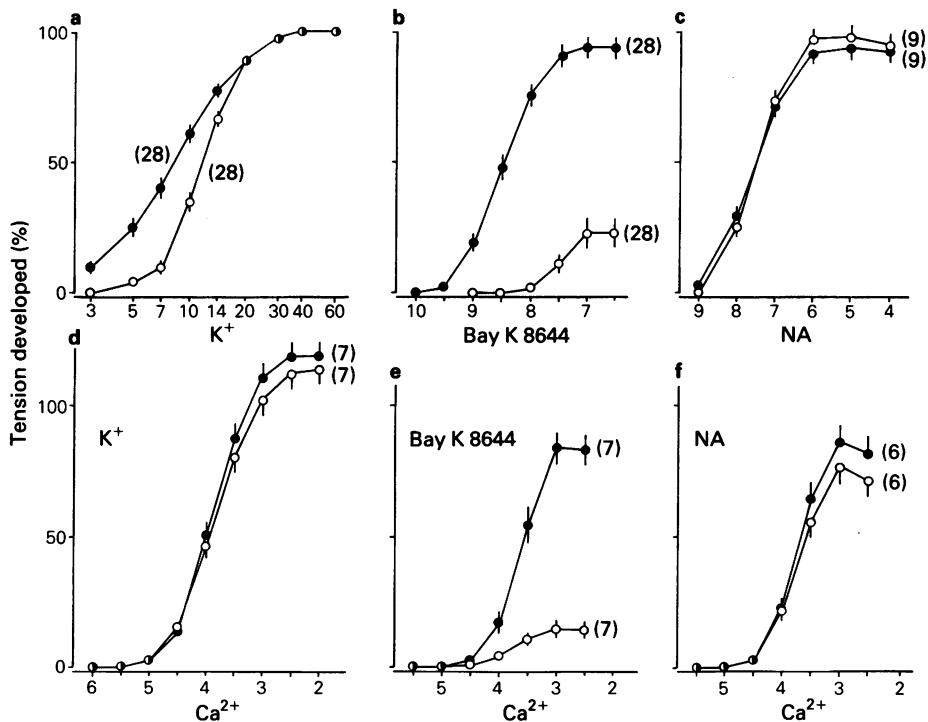 a
100
50
0
(28)
(28)
3 5 7 10 14 20 30 40 60
K⁺
b
(28)
(28)
10 9 8 7
Bay K 8644
c
(9)
(9)
9 8 7 6 5 4
NA
Tension developed (%)
d
100
50
0
K⁺
(7)
(7)
6 5 4 3 2
Ca²⁺
e
Bay K 8644
(7)
(7)
5 4 3 2
Ca²⁺
f
NA
(6)
(6)
5 4 3 2
Ca²⁺